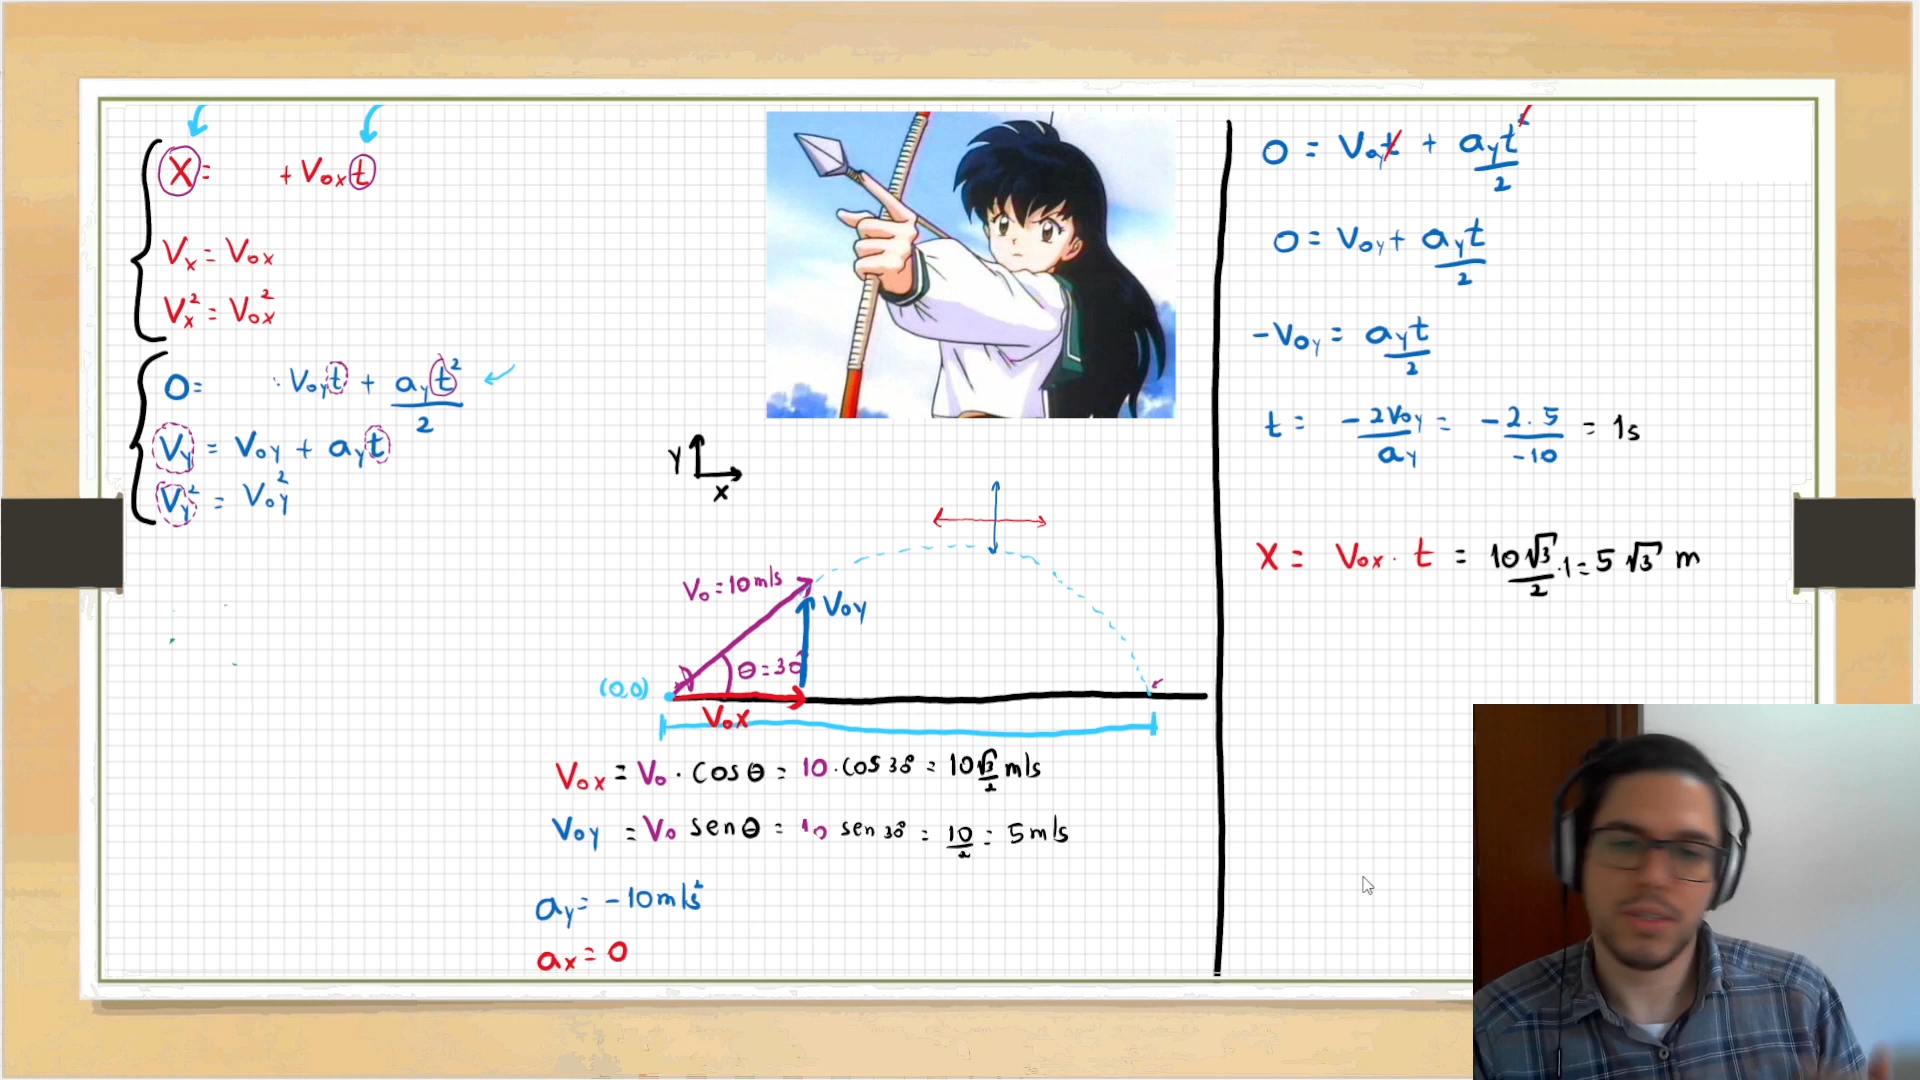 X = + Vox t
Vx = Vox
Vx² = Vox²
0 = Voy t + ay t²/2
Vy = Voy + ay t
Vy² = Voy²
Y
X
Vo = 10 m/s
Voy
θ = 30°
(0,0)
Vox
Vox = Vo · cos θ = 10 · cos 30° = 10 √3/2 m/s
Voy = Vo sen θ = 10 sen 30° = 10/2 = 5 m/s
ay = -10 m/s²
ax = 0
0 = Voy t + ay t²/2
0 = Voy + ay t/2
-Voy = ay t/2
t = -2Voy/ay = -2.5/-10 = 1s
X = Vox · t = 10√3/2 .1 = 5 √3 m